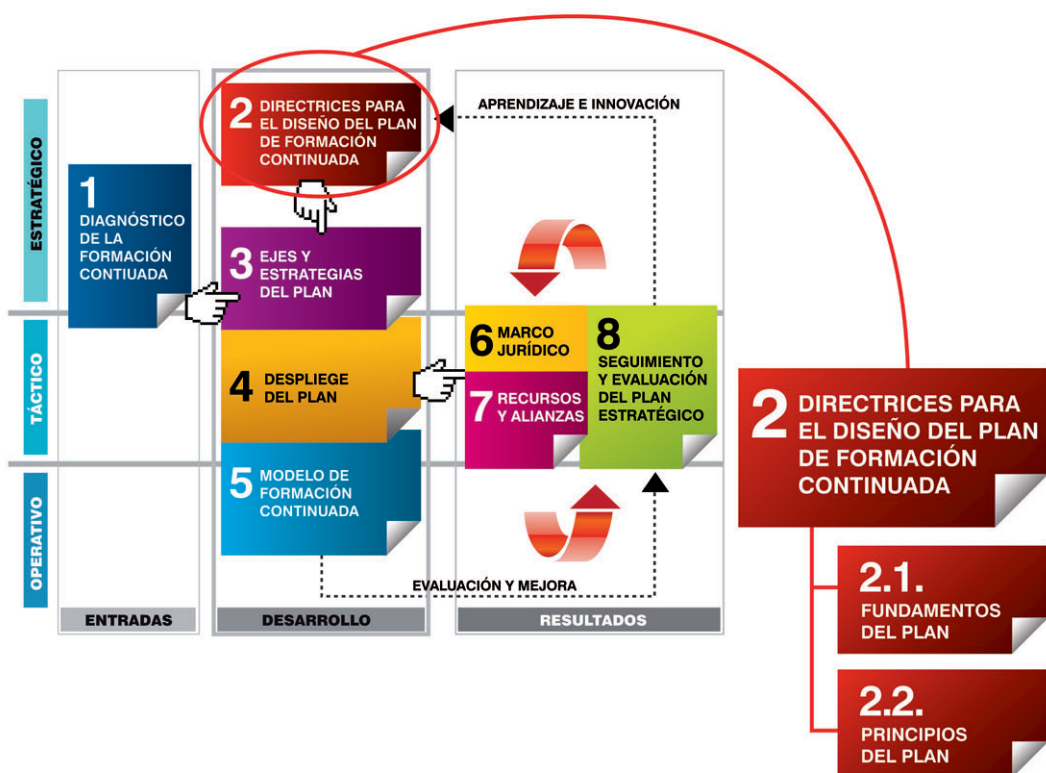 ESTRATÉGICO
TÁCTICO
OPERATIVO
1
DIAGNÓSTICO
DE LA
FORMACIÓN
CONTIUADA
2
DIRECTRICES PARA
EL DISEÑO DEL PLAN
DE FORMACIÓN
CONTINUADA
3
EJES Y
ESTRATEGIAS
DEL PLAN
4
DESPLIEGE
DEL PLAN
5
MODELO DE
FORMACIÓN
CONTINUADA
APRENDIZAJE E INNOVACIÓN
6
MARCO
JURÍDICO
7
RECURSOS
Y ALIANZAS
8
SEGUIMIENTO
Y EVALUACIÓN
DEL PLAN
ESTRATÉGICO
EVALUACIÓN Y MEJORA
ENTRADAS
DESARROLLO
RESULTADOS
2
DIRECTRICES PARA
EL DISEÑO DEL PLAN
DE FORMACIÓN
CONTINUADA
2.1.
FUNDAMENTOS
DEL PLAN
2.2.
PRINCIPIOS
DEL PLAN